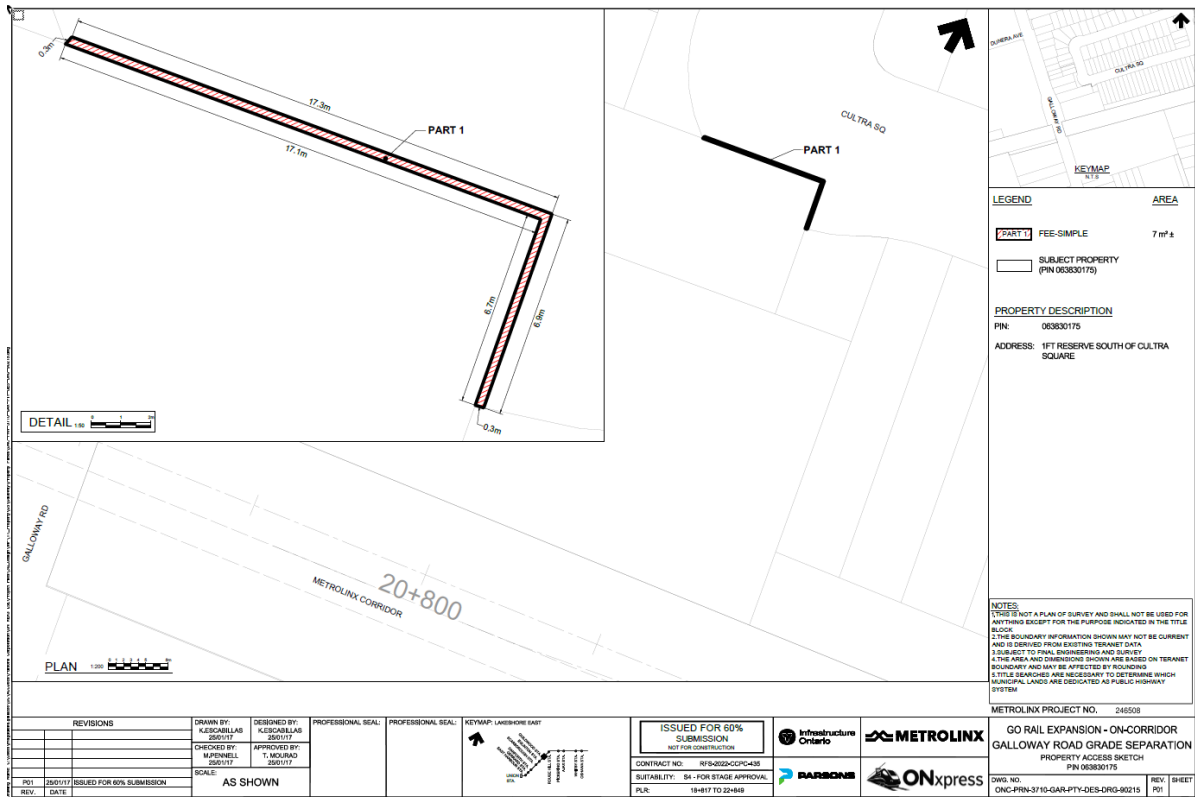 0.3m
17.3m
PART 1
17.1m
6.7m
6.9m
0.3m
DETAIL 1:50
CULTRA SQ
PART 1
GALLOWAY RD
METROLINX CORRIDOR
20+800
PLAN 1:200
DUNERA AVE
CULTRA SQ
GALLOWAY RD
KEYMAP
N.T.S
LEGEND AREA
PART 1 FEE-SIMPLE 7 m² ±
SUBJECT PROPERTY
(PIN 063830175)
PROPERTY DESCRIPTION
PIN: 063830175
ADDRESS: 1FT RESERVE SOUTH OF CULTRA
SQUARE
NOTES:
1.THIS IS NOT A PLAN OF SURVEY AND SHALL NOT BE USED FOR
ANYTHING EXCEPT FOR THE PURPOSE INDICATED IN THE TITLE
BLOCK
2.THE BOUNDARY INFORMATION SHOWN MAY NOT BE CURRENT
AND IS DERIVED FROM EXISTING TERANET DATA
3.SUBJECT TO FINAL ENGINEERING AND SURVEY
4.THE AREA AND DIMENSIONS SHOWN ARE BASED ON TERANET
BOUNDARY AND MAY BE AFFECTED BY ROUNDING
5.TITLE SEARCHES ARE NECESSARY TO DETERMINE WHICH
MUNICIPAL LANDS ARE DEDICATED AS PUBLIC HIGHWAY
SYSTEM
METROLINX PROJECT NO. 246508
REVISIONS
P01 25/01/17 ISSUED FOR 60% SUBMISSION
REV. DATE
DRAWN BY:
K.ESCABILLAS
25/01/17
DESIGNED BY:
K.ESCABILLAS
25/01/17
CHECKED BY:
M.PENNELL
25/01/17
APPROVED BY:
T. MOURAD
25/01/17
SCALE:
AS SHOWN
PROFESSIONAL SEAL:
PROFESSIONAL SEAL:
KEYMAP: LAKESHORE EAST
UNION
STA.
ISSUED FOR 60%
SUBMISSION
NOT FOR CONSTRUCTION
CONTRACT NO: RFS-2022-CCPC-435
SUITABILITY: S4 - FOR STAGE APPROVAL
PLR: 18+817 TO 22+849
Infrastructure
Ontario
METROLINX
PARSONS
ONxpress
GO RAIL EXPANSION - ON-CORRIDOR
GALLOWAY ROAD GRADE SEPARATION
PROPERTY ACCESS SKETCH
PIN 063830175
DWG. NO.
ONC-PRN-3710-GAR-PTY-DES-DRG-90215
REV.
P01
SHEET